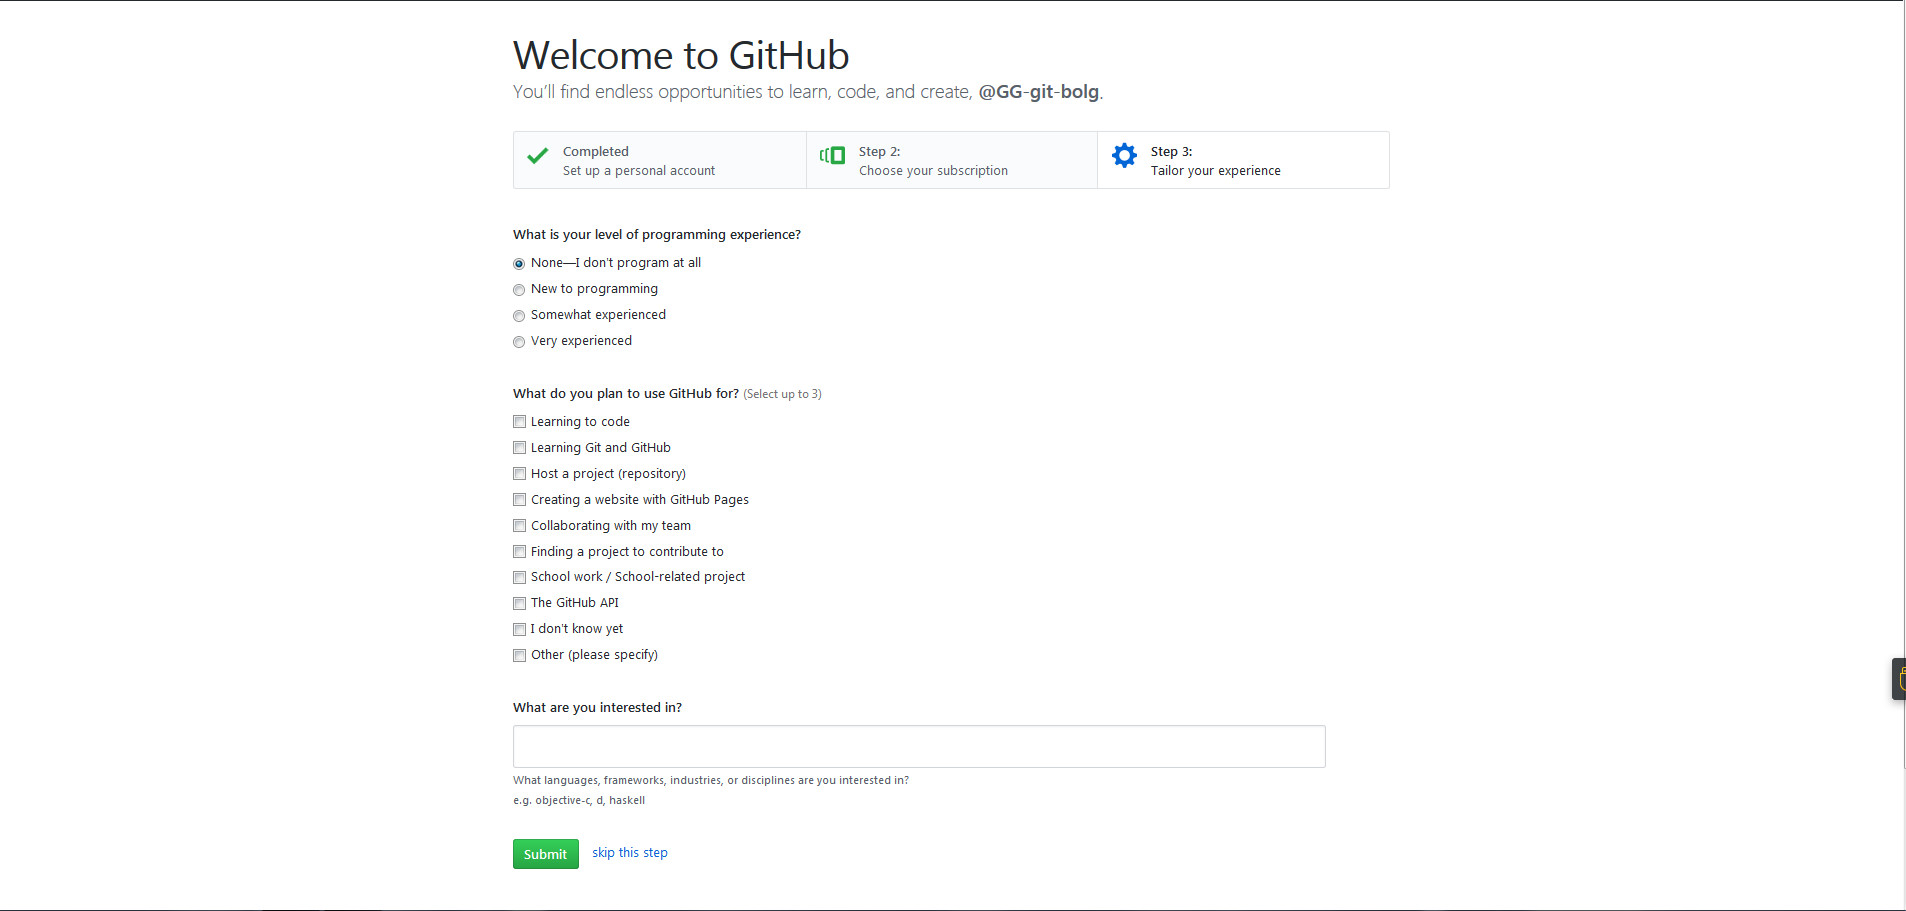 Welcome to GitHub
You'll find endless opportunities to learn, code, and create, @GG-git-bolg.
Completed
Set up a personal account
Step 2:
Choose your subscription
Step 3:
Tailor your experience
What is your level of programming experience?
None—I don't program at all
New to programming
Somewhat experienced
Very experienced
What do you plan to use GitHub for? (Select up to 3)
Learning to code
Learning Git and GitHub
Host a project (repository)
Creating a website with GitHub Pages
Collaborating with my team
Finding a project to contribute to
School work / School-related project
The GitHub API
I don't know yet
Other (please specify)
What are you interested in?
What languages, frameworks, industries, or disciplines are you interested in?
e.g. objective-c, d, haskell
Submit skip this step